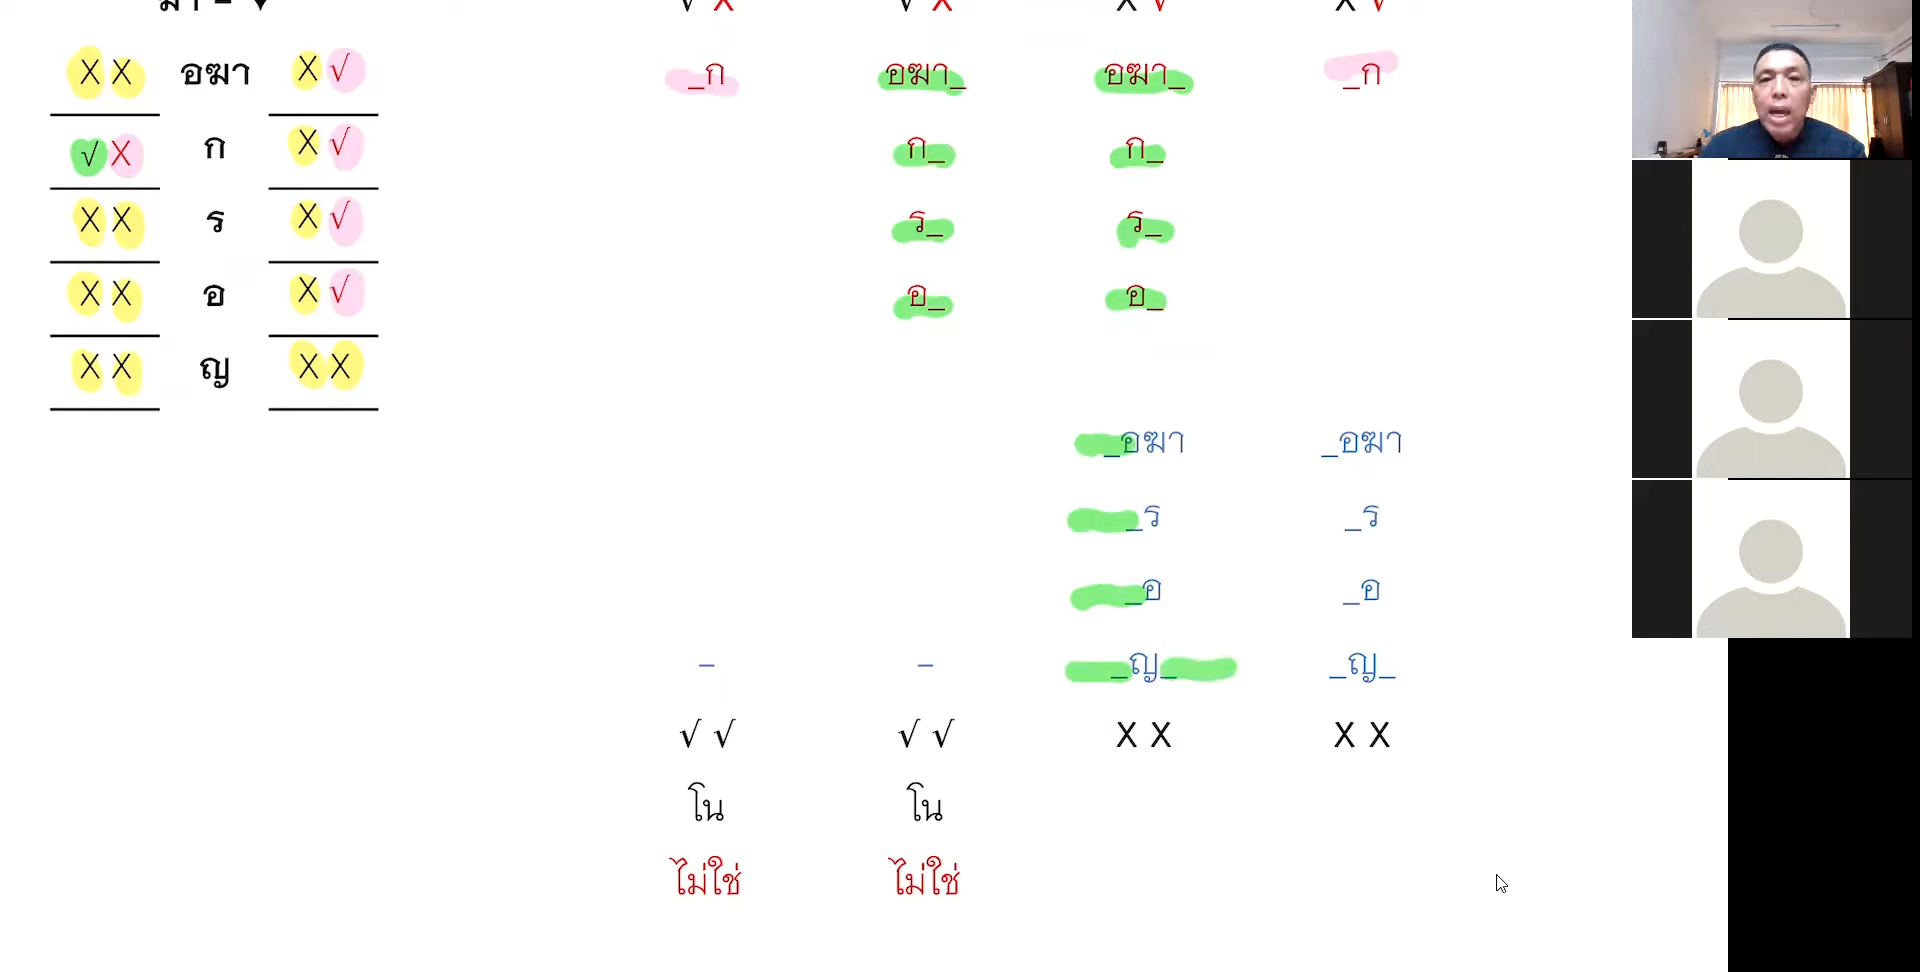 มา = √
√ X √ X X √ X √
X X อฆา X √ _ก อฆา_ อฆา_ _ก
√ X ก X √ ก_ ก_
X X ร X √ ร_ ร_
X X อ X √ อ_ อ_
X X ญ X X
_อฆา _อฆา
_ร _ร
_อ _อ
– – _ญ_ _ญ_
√ √ √ √ X X X X
โน โน
ไม่ใช่ ไม่ใช่